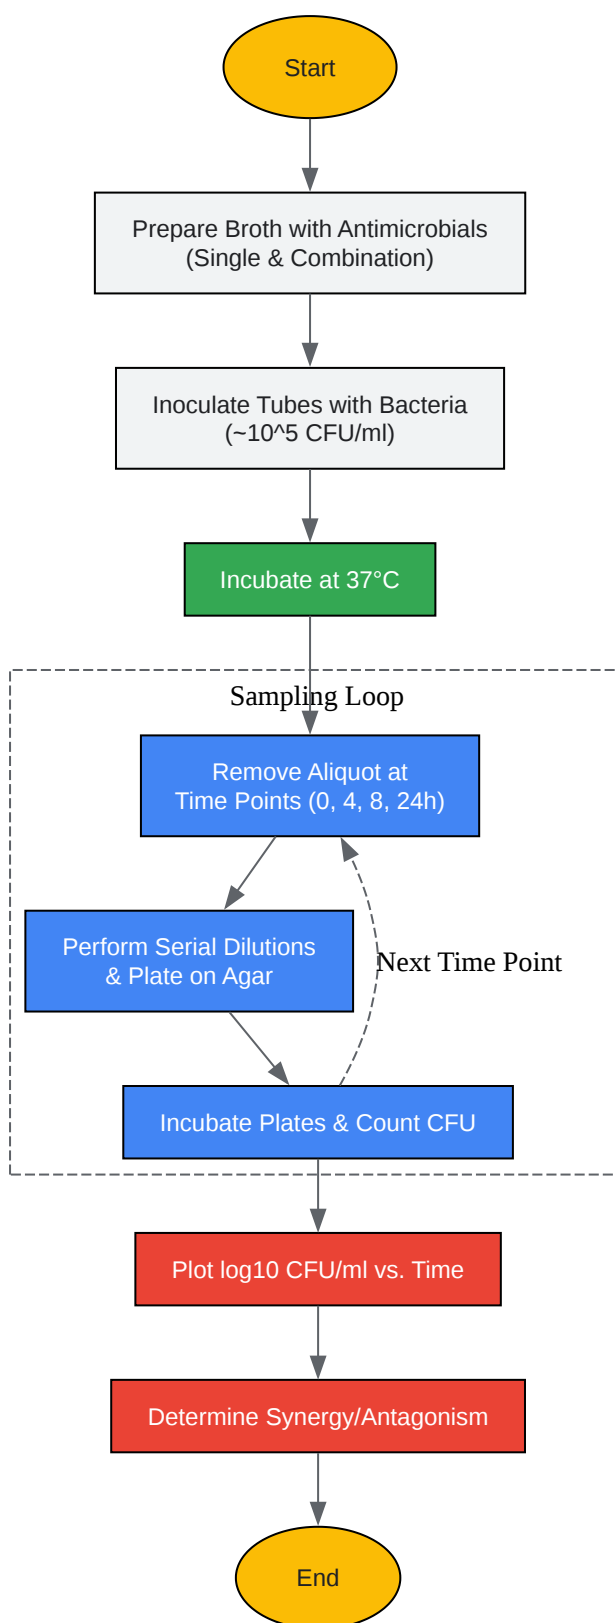 Start
Prepare Broth with Antimicrobials
(Single & Combination)
Inoculate Tubes with Bacteria
(~10^5 CFU/ml)
Incubate at 37°C
Sampling Loop
Remove Aliquot at
Time Points (0, 4, 8, 24h)
Perform Serial Dilutions
& Plate on Agar
Next Time Point
Incubate Plates & Count CFU
Plot log10 CFU/ml vs. Time
Determine Synergy/Antagonism
End